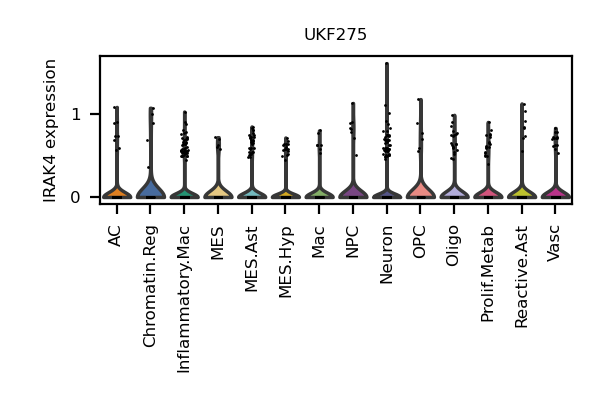 UKF275
IRAK4 expression
1
0
AC
Chromatin.Reg
Inflammatory.Mac
MES
MES.Ast
MES.Hyp
Mac
NPC
Neuron
OPC
Oligo
Prolif.Metab
Reactive.Ast
Vasc